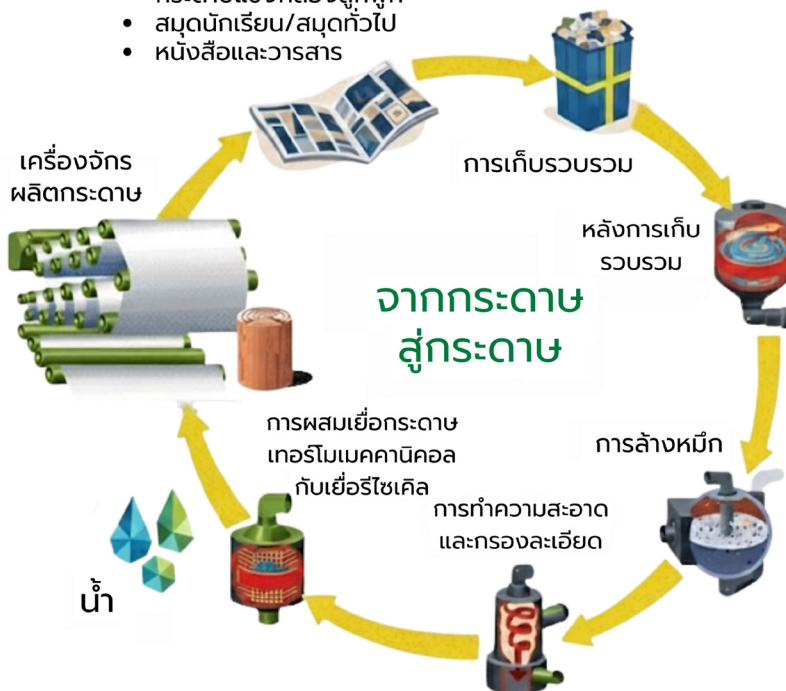 • สมุดนักเรียน/สมุดทั่วไป
• หนังสือและวารสาร
เครื่องจักร
ผลิตกระดาษ
การเก็บรวบรวม
หลังการเก็บ
รวบรวม
จากกระดาษ
สู่กระดาษ
การผสมเยื่อกระดาษ
เทอร์โมเมคคานิคอล
กับเยื่อรีไซเคิล
การล้างหมึก
การทำความสะอาด
และกรองละเอียด
น้ำ